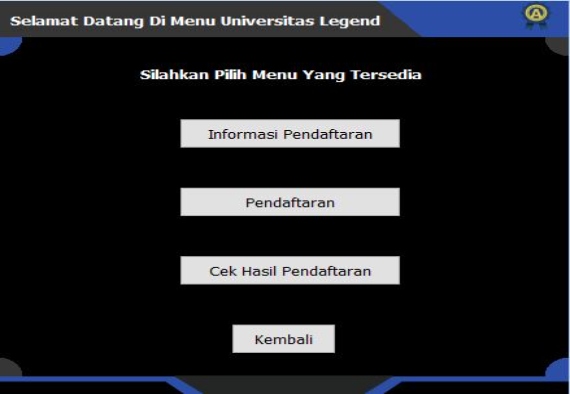 Selamat Datang Di Menu Universitas Legend
A
Silahkan Pilih Menu Yang Tersedia
Informasi Pendaftaran
Pendaftaran
Cek Hasil Pendaftaran
Kembali